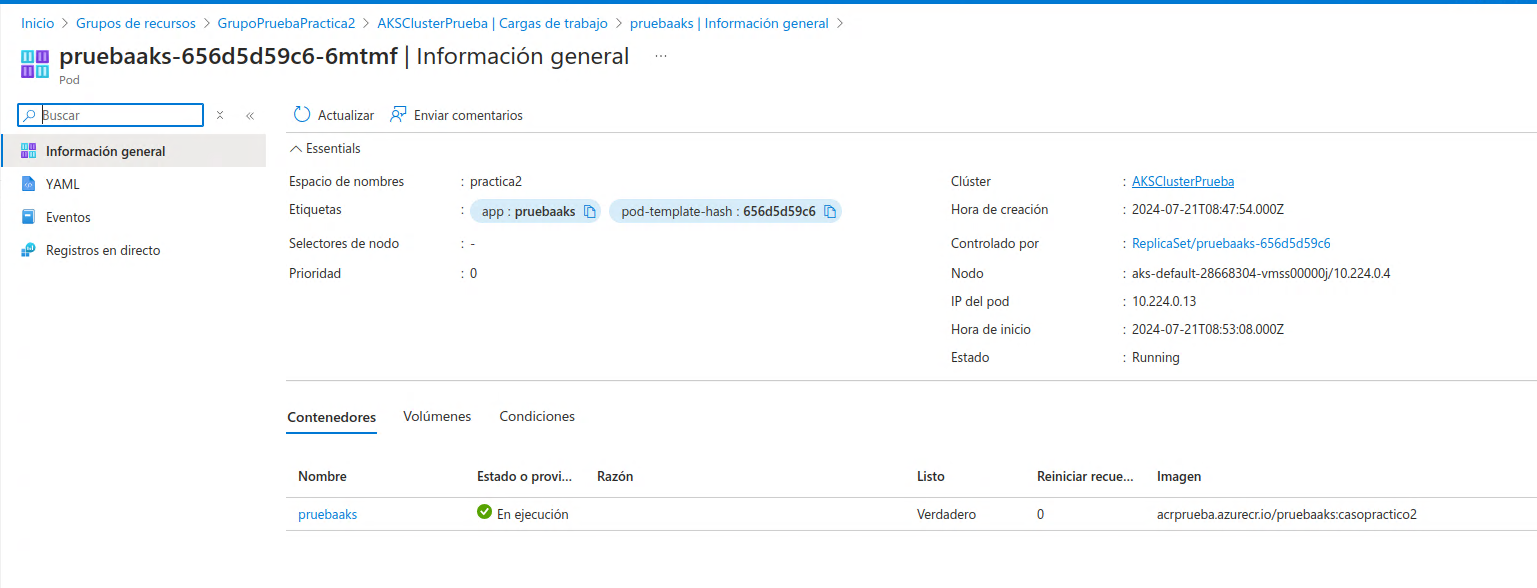 Inicio > Grupos de recursos > GrupoPruebaPractica2 > AKSClusterPrueba | Cargas de trabajo > pruebaaks | Información general >
pruebaaks-656d5d59c6-6mtmf | Información general ...
Pod
Buscar
Actualizar Enviar comentarios
Información general
YAML
Eventos
Registros en directo
Essentials
Espacio de nombres : practica2
Etiquetas : app : pruebaaks pod-template-hash : 656d5d59c6
Selectores de nodo : -
Prioridad : 0
Clúster : AKSClusterPrueba
Hora de creación : 2024-07-21T08:47:54.000Z
Controlado por : ReplicaSet/pruebaaks-656d5d59c6
Nodo : aks-default-28668304-vmss00000j/10.224.0.4
IP del pod : 10.224.0.13
Hora de inicio : 2024-07-21T08:53:08.000Z
Estado : Running
Contenedores Volúmenes Condiciones
Nombre Estado o provi... Razón Listo Reiniciar recue... Imagen
pruebaaks En ejecución Verdadero 0 acrprueba.azurecr.io/pruebaaks:casopractico2